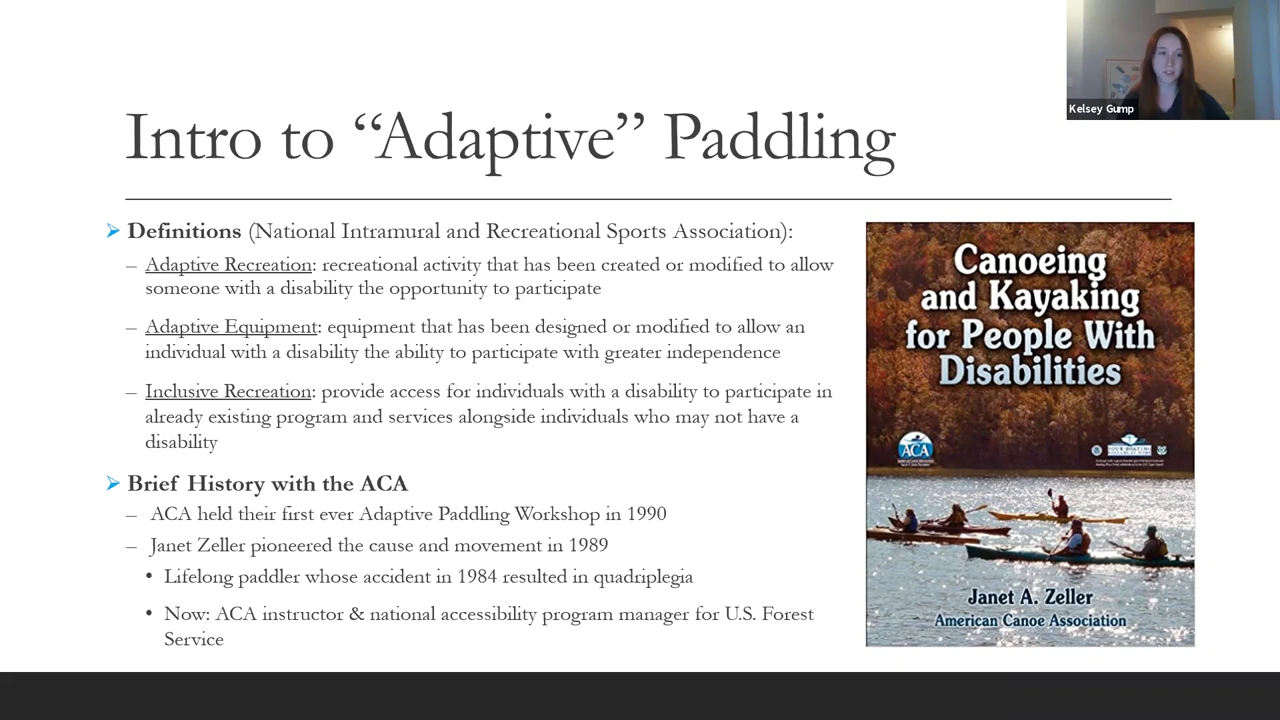 Kelsey Gump
Intro to “Adaptive” Paddling
➢ Definitions (National Intramural and Recreational Sports Association):
– Adaptive Recreation: recreational activity that has been created or modified to allow
someone with a disability the opportunity to participate
– Adaptive Equipment: equipment that has been designed or modified to allow an
individual with a disability the ability to participate with greater independence
– Inclusive Recreation: provide access for individuals with a disability to participate in
already existing program and services alongside individuals who may not have a
disability
➢ Brief History with the ACA
– ACA held their first ever Adaptive Paddling Workshop in 1990
– Janet Zeller pioneered the cause and movement in 1989
• Lifelong paddler whose accident in 1984 resulted in quadriplegia
• Now: ACA instructor & national accessibility program manager for U.S. Forest
Service
Canoeing
and Kayaking
for People With
Disabilities
ACA
Janet A. Zeller
American Canoe Association